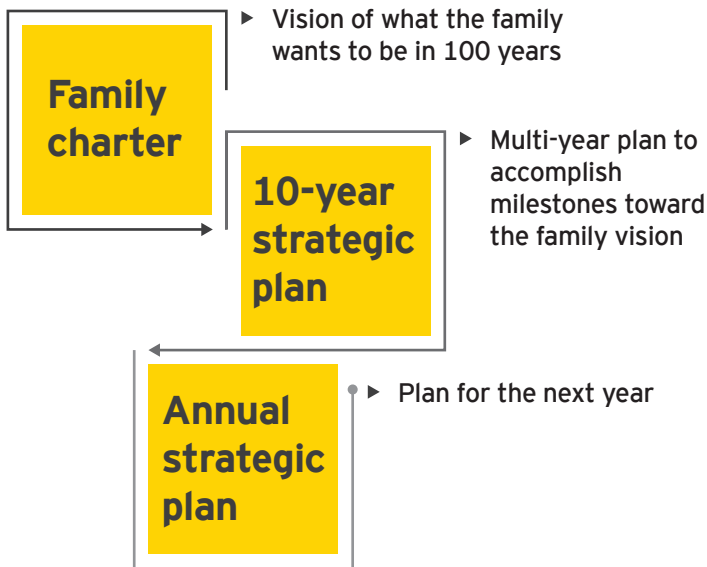 Family
charter
▶ Vision of what the family
wants to be in 100 years
10-year
strategic
plan
▶ Multi-year plan to
accomplish
milestones toward
the family vision
Annual
strategic
plan
▶ Plan for the next year